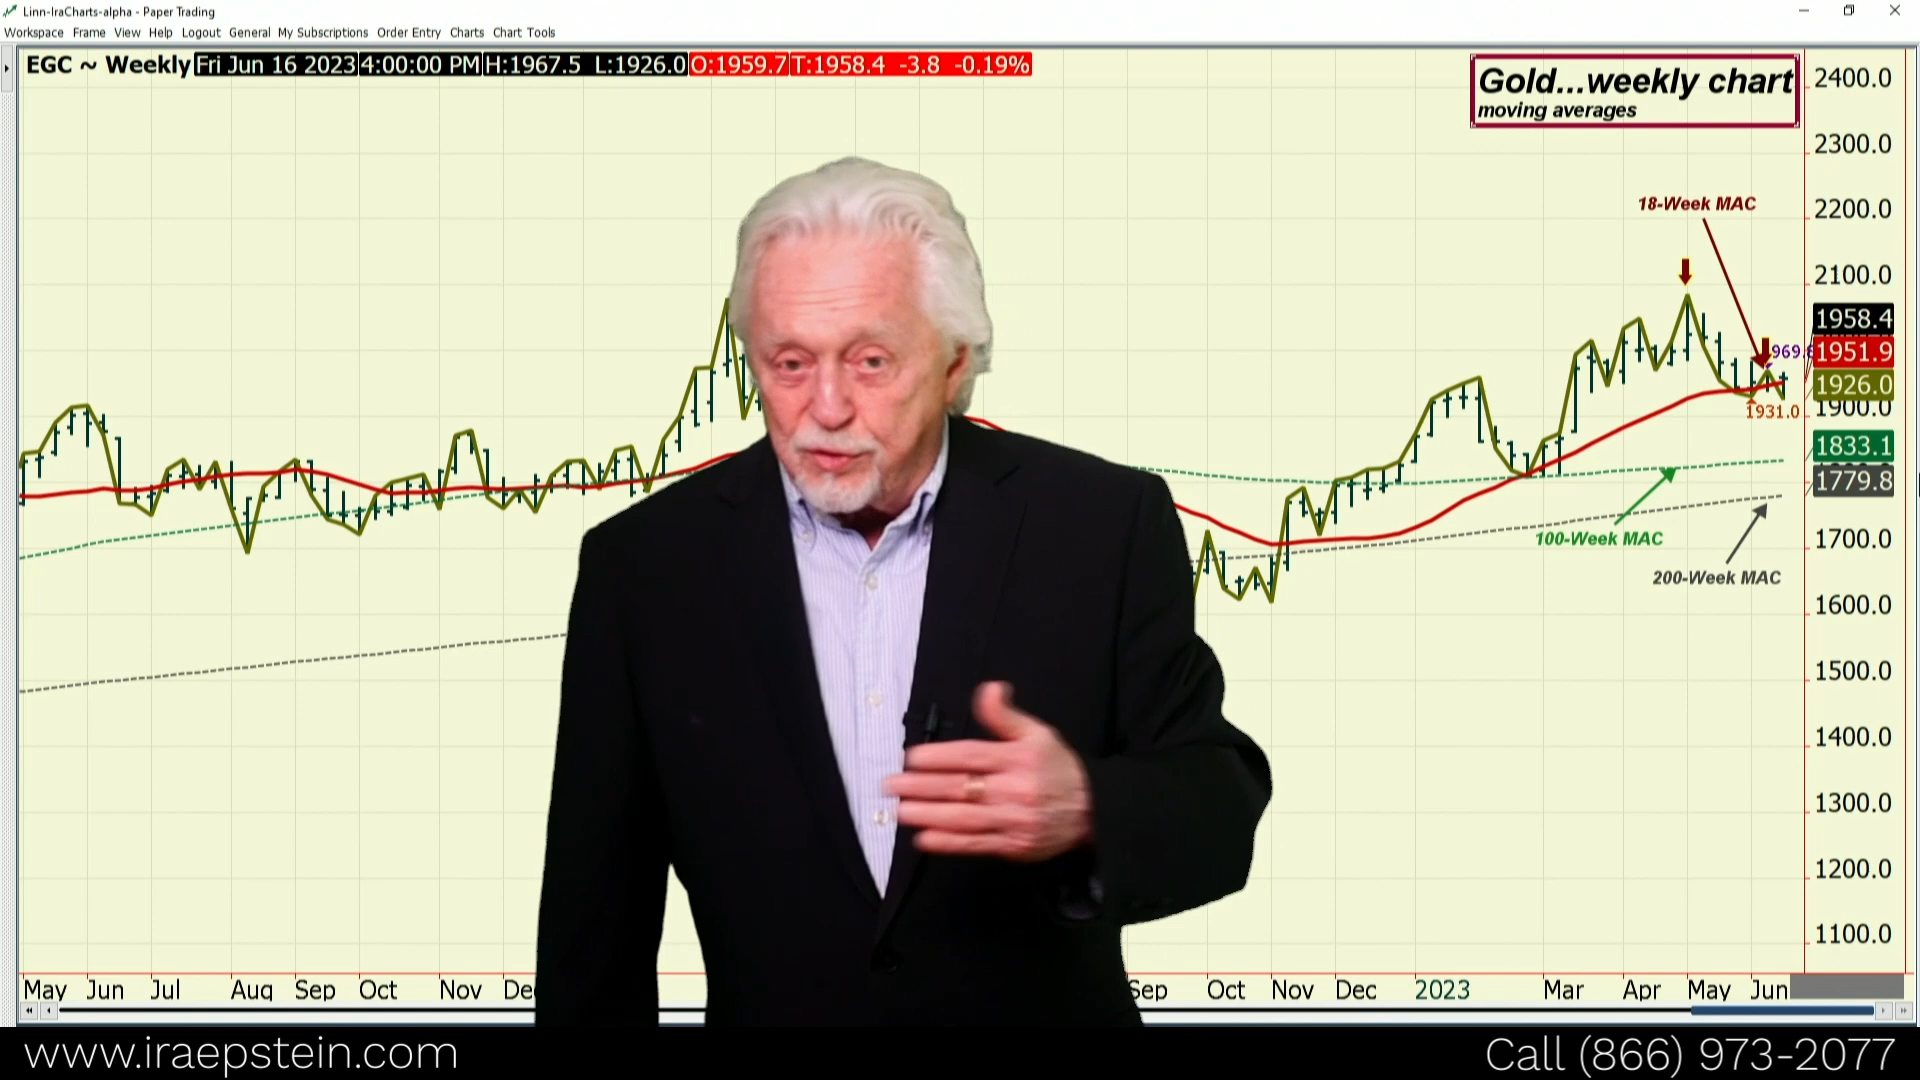 Linn-IraCharts-alpha - Paper Trading
Workspace Frame View Help Logout General My Subscriptions Order Entry Charts Chart Tools
EGC ~ Weekly Fri Jun 16 2023 4:00:00 PM H:1967.5 L:1926.0 O:1959.7 T:1958.4 -3.8 -0.19%
Gold...weekly chart
moving averages
2400.0
2300.0
2200.0
18-Week MAC
2100.0
1958.4
1951.9
1926.0
1900.0
1931.0
1833.1
1779.8
100-Week MAC
1700.0
200-Week MAC
1600.0
1500.0
1400.0
1300.0
1200.0
1100.0
May Jun Jul Aug Sep Oct Nov Sep Oct Nov Dec 2023 Mar Apr May Jun
www.iraepstein.com
Call (866) 973-2077